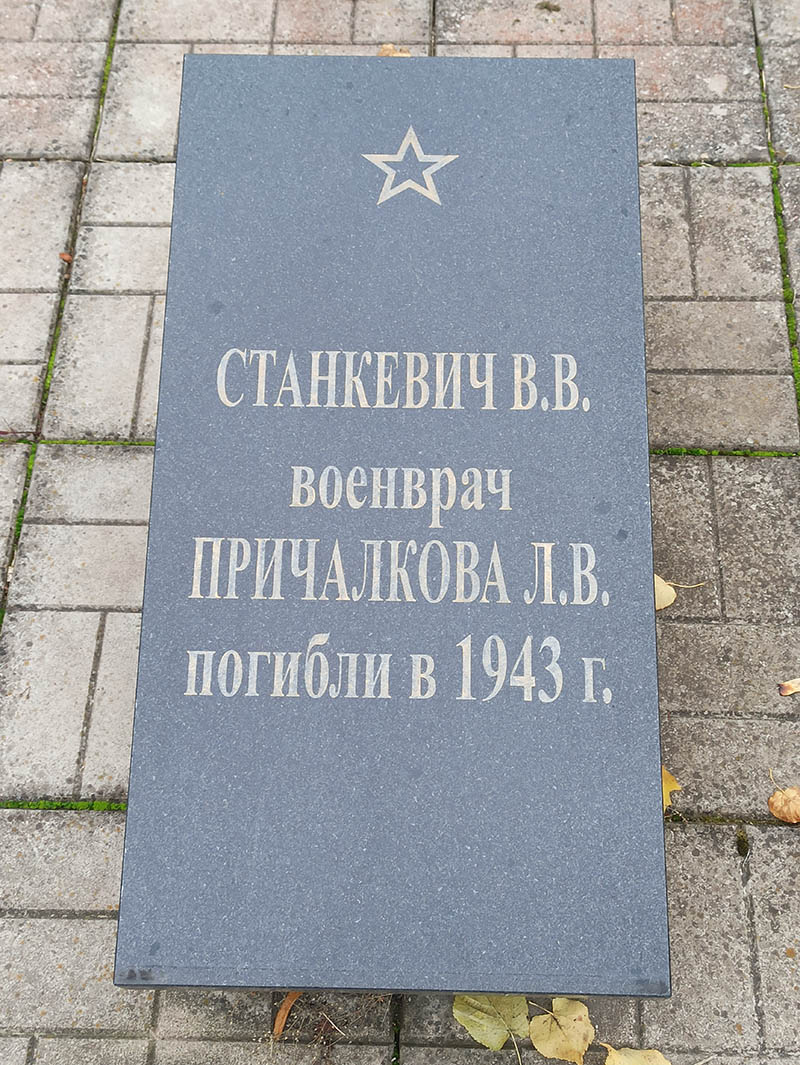 СТАНКЕВИЧ В.В.
военврач
ПРИЧАЛКОВА Л.В.
погибли в 1943 г.